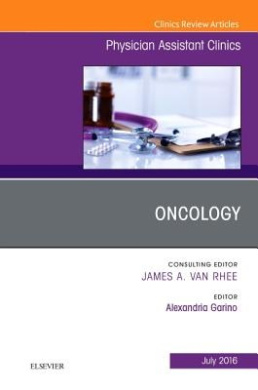 Clinics Review Articles
Physician Assistant Clinics
ONCOLOGY
CONSULTING EDITOR
JAMES A. VAN RHEE
EDITOR
Alexandria Garino
ELSEVIER
July 2016